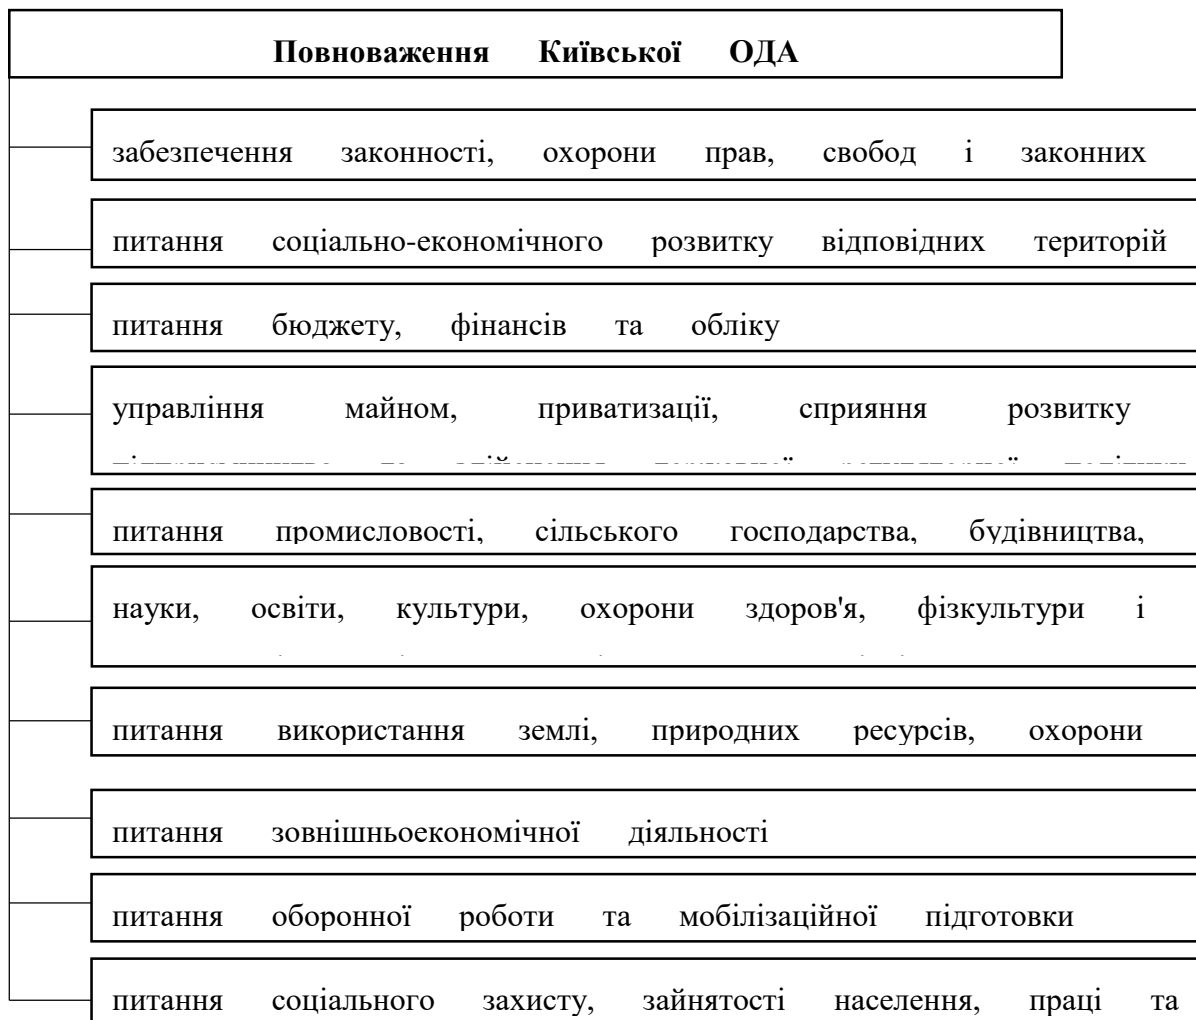 Повноваження Київської ОДА
забезпечення законності, охорони прав, свобод і законних
питання соціально-економічного розвитку відповідних територій
питання бюджету, фінансів та обліку
управління майном, приватизації, сприяння розвитку
питання промисловості, сільського господарства, будівництва,
науки, освіти, культури, охорони здоров'я, фізкультури і
питання використання землі, природних ресурсів, охорони
питання зовнішньоекономічної діяльності
питання оборонної роботи та мобілізаційної підготовки
питання соціального захисту, зайнятості населення, праці та